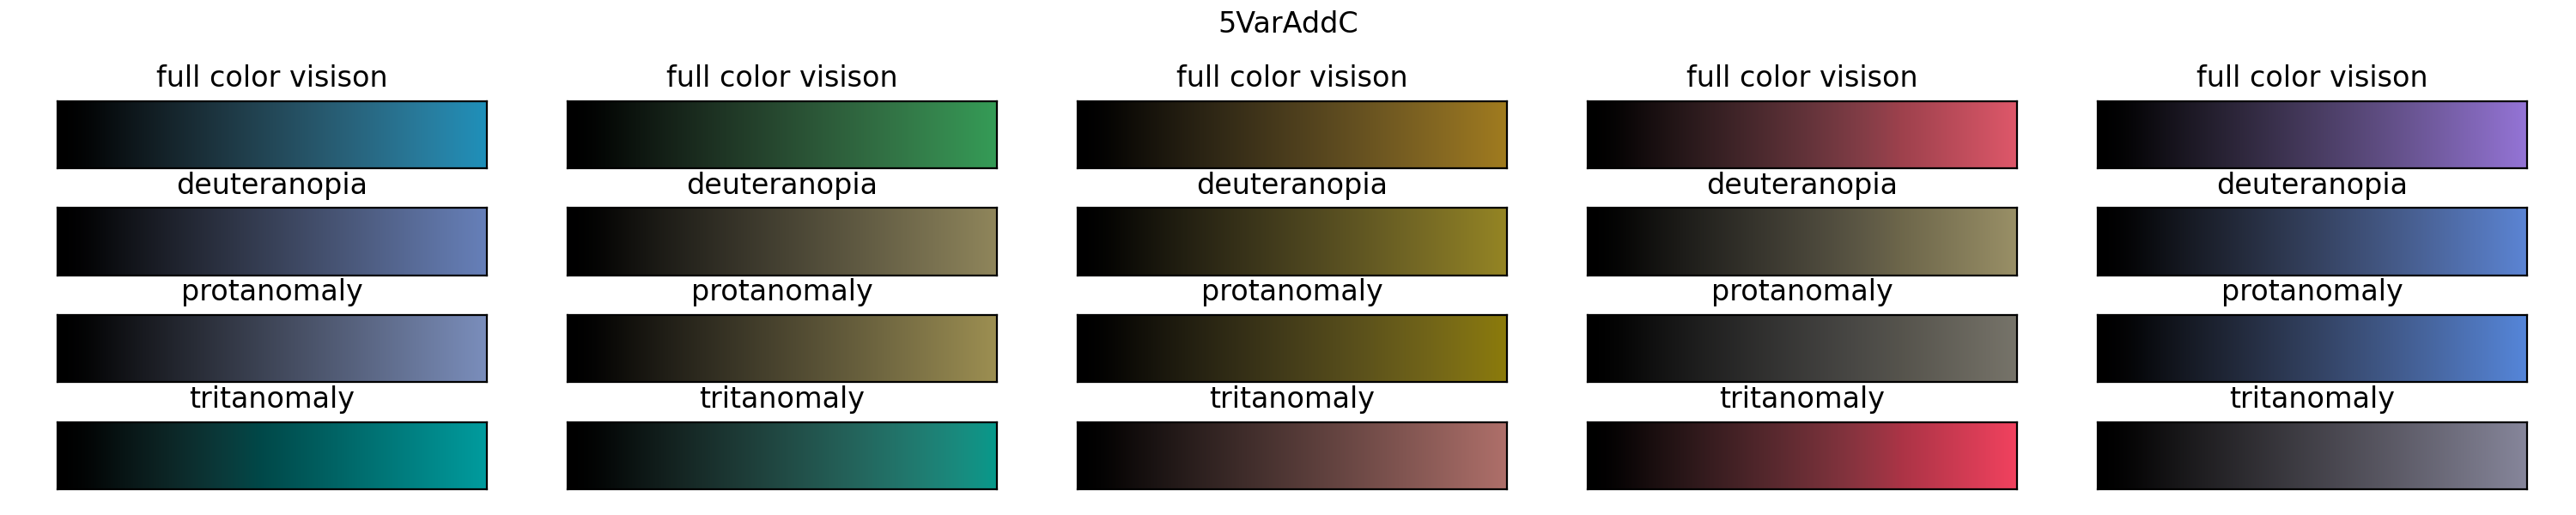 5VarAddC
full color visison full color visison full color visison full color visison full color visison
deuteranopia deuteranopia deuteranopia deuteranopia deuteranopia
protanomaly protanomaly protanomaly protanomaly protanomaly
tritanomaly tritanomaly tritanomaly tritanomaly tritanomaly